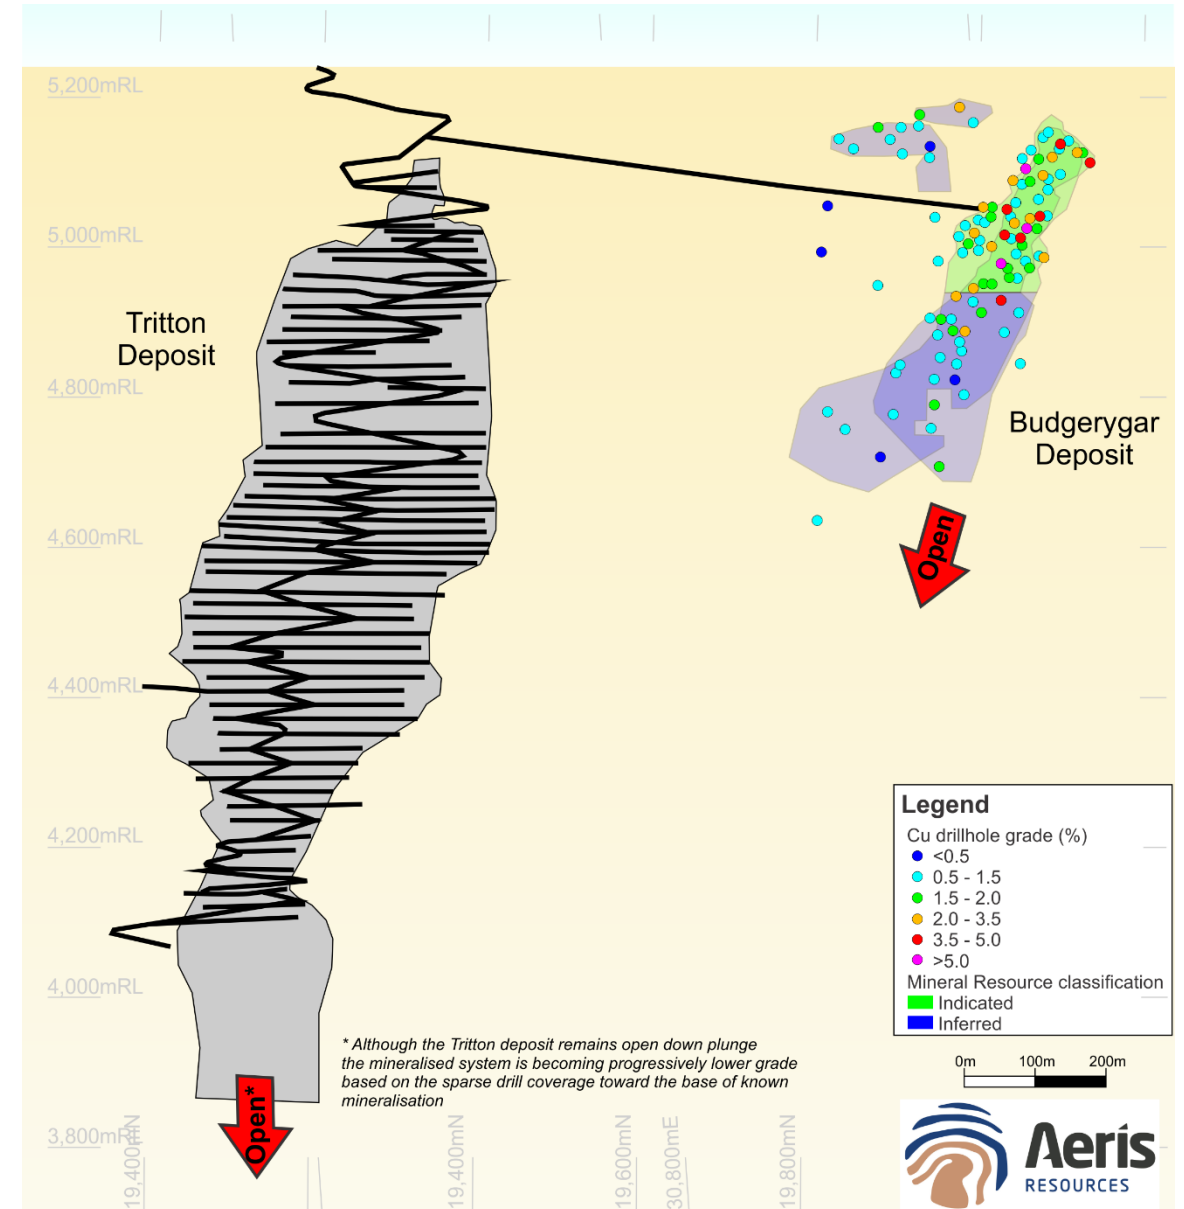 5,200mRL
5,000mRL
Tritton
Deposit
4,800mRL
Budgerygar
Deposit
4,600mRL
Open
4,400mRL
4,200mRL
4,000mRL
3,800mRL
Legend
Cu drillhole grade (%)
<0.5
0.5 - 1.5
1.5 - 2.0
2.0 - 3.5
3.5 - 5.0
>5.0
Mineral Resource classification
Indicated
Inferred
0m 100m 200m
* Although the Tritton deposit remains open down plunge
the mineralised system is becoming progressively lower grade
based on the sparse drill coverage toward the base of known
mineralisation
Open*
19,400mN
19,400mN
19,600mN
30,800mE
19,800mN
Aeris
RESOURCES